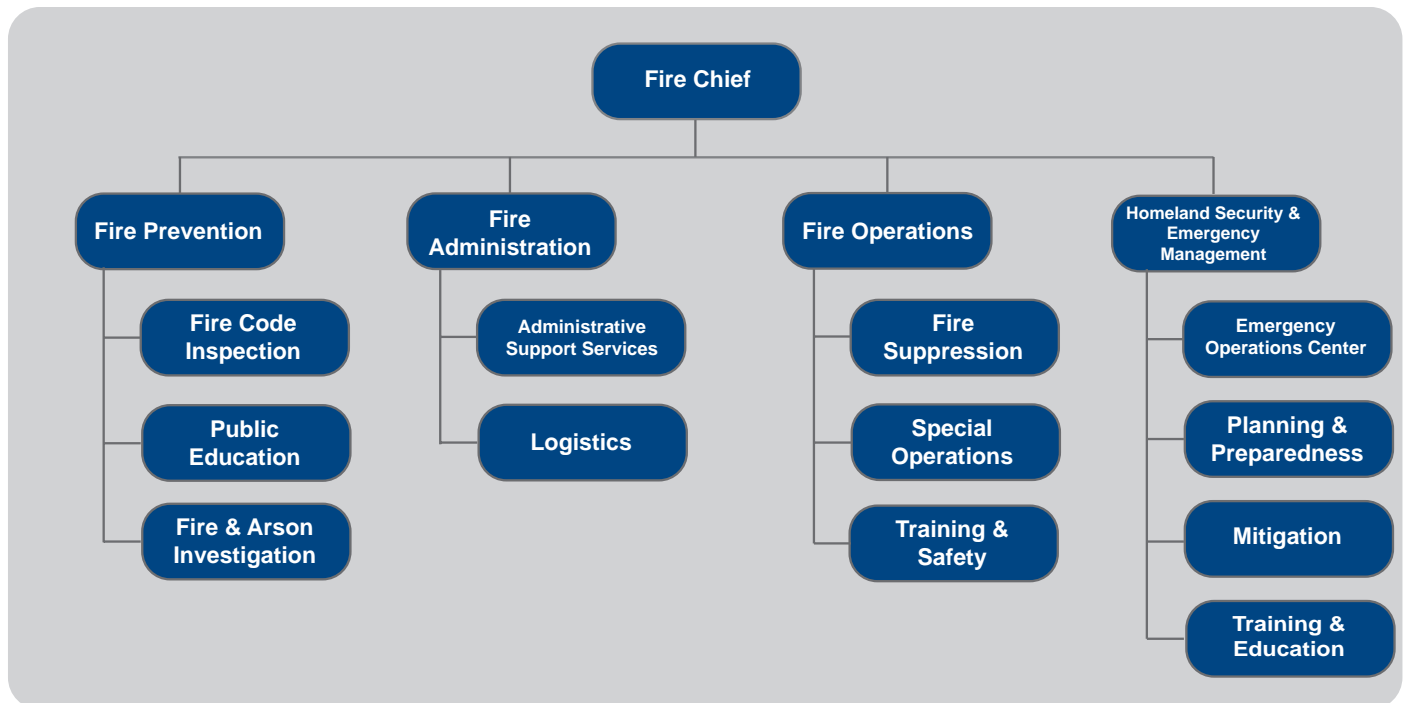 Fire Chief
Fire Prevention
Fire
Administration
Fire Operations
Homeland Security &
Emergency
Management
Fire Code
Inspection
Public
Education
Fire & Arson
Investigation
Administrative
Support Services
Logistics
Fire
Suppression
Special
Operations
Training &
Safety
Emergency
Operations Center
Planning &
Preparedness
Mitigation
Training &
Education